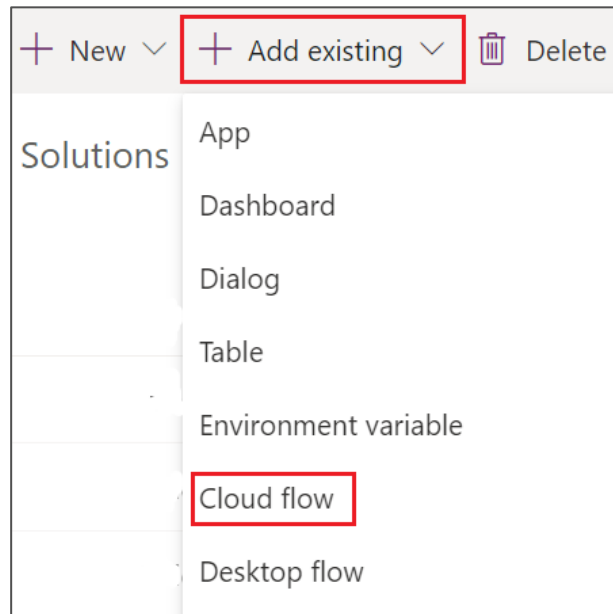 + New + Add existing Delete
Solutions
App
Dashboard
Dialog
Table
Environment variable
Cloud flow
Desktop flow